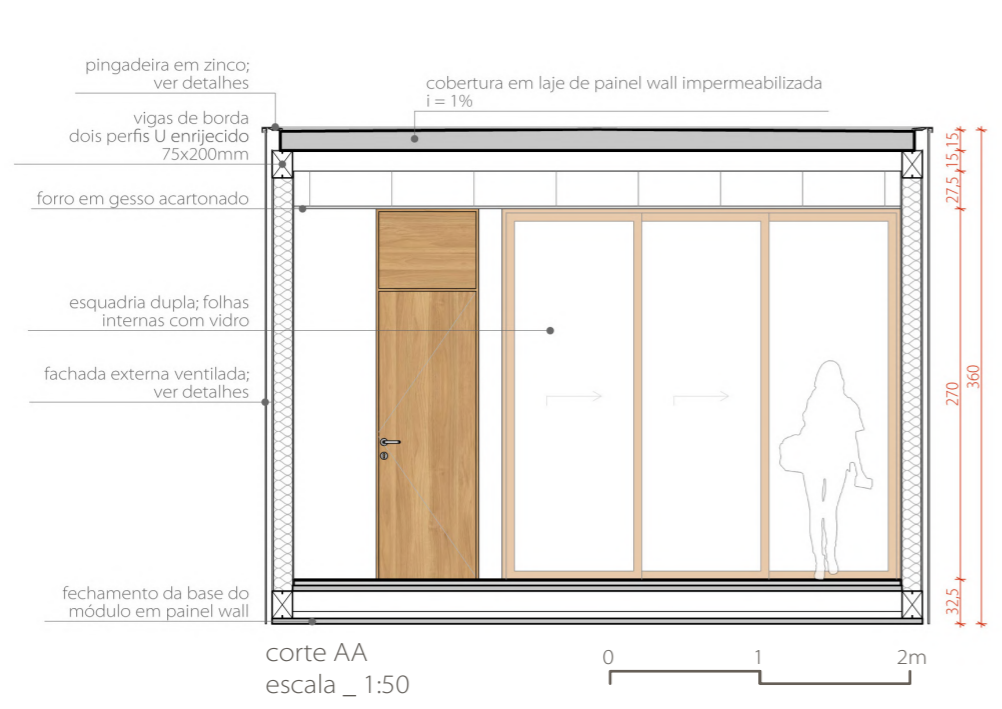 pingadeira em zinco;
ver detalhes
cobertura em laje de painel wall impermeabilizada
i = 1%
vigas de borda
dois perfis U enrijecido
75x200mm
forro em gesso acartonado
esquadria dupla; folhas
internas com vidro
fachada externa ventilada;
ver detalhes
fechamento da base do
módulo em painel wall
15
15
27,5
270
360
32,5
corte AA
escala _ 1:50
0 1 2m